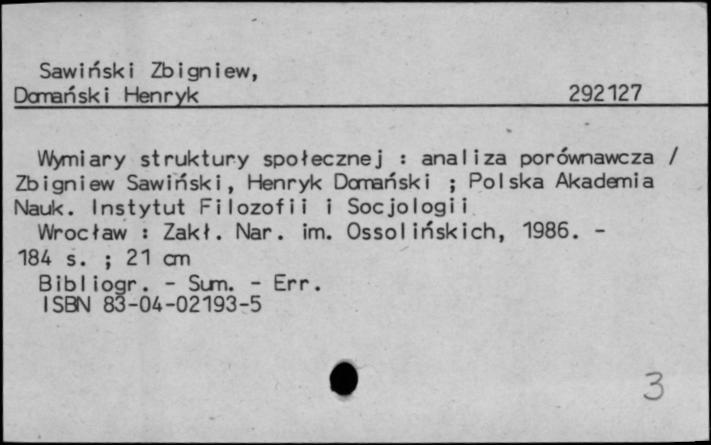 Sawiński Zbigniew,
Domański Henryk 292127
Wymiary struktury społecznej : analiza porównawcza /
Zbigniew Sawiński, Henryk Domański ; Polska Akademia
Nauk. Instytut Filozofii i Socjologii
Wrocław : Zakł. Nar. im. Ossolińskich, 1986. -
184 s. ; 21 cm
Bibliogr. - Sum. - Err.
ISBN 83-04-02193-5
3